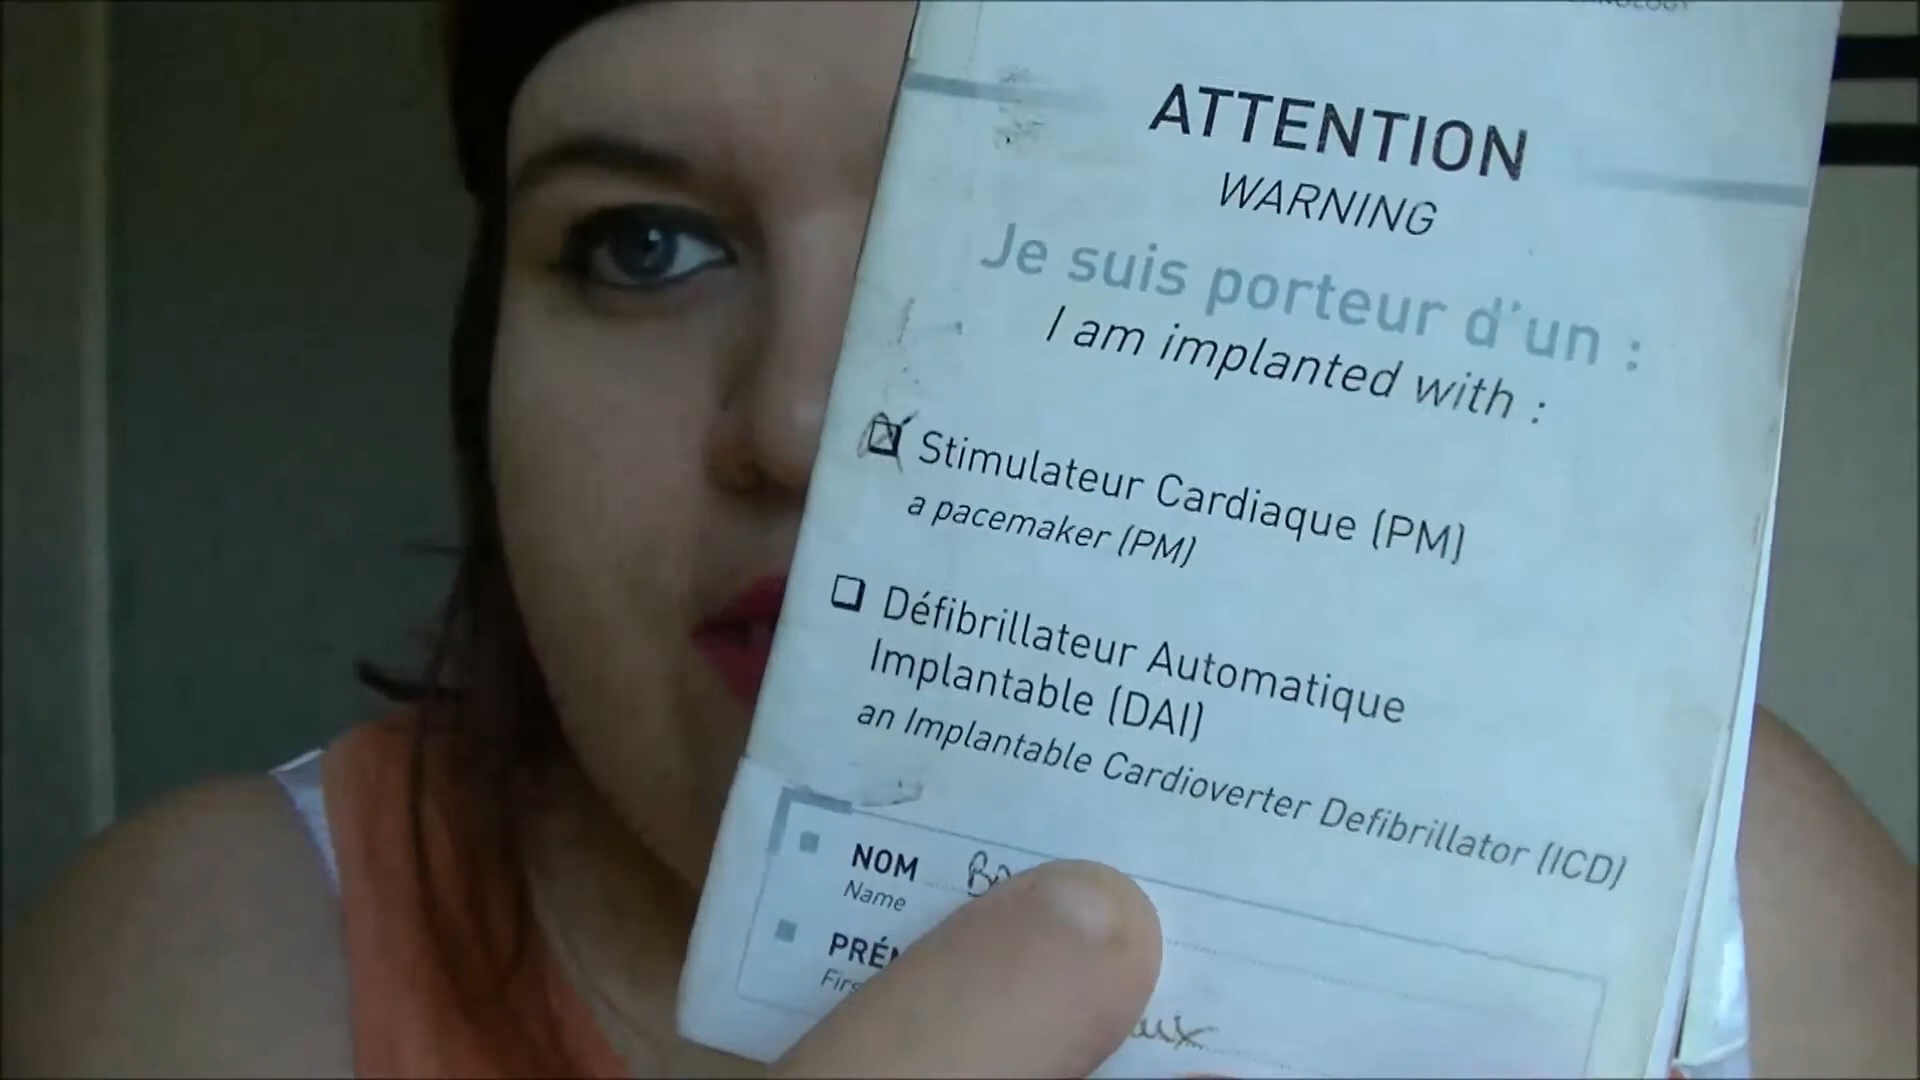 ATTENTION
WARNING
Je suis porteur d'un :
I am implanted with :
Stimulateur Cardiaque (PM)
a pacemaker (PM)
Défibrillateur Automatique
Implantable (DAI)
an Implantable Cardioverter Defibrillator (ICD)
NOM
Name